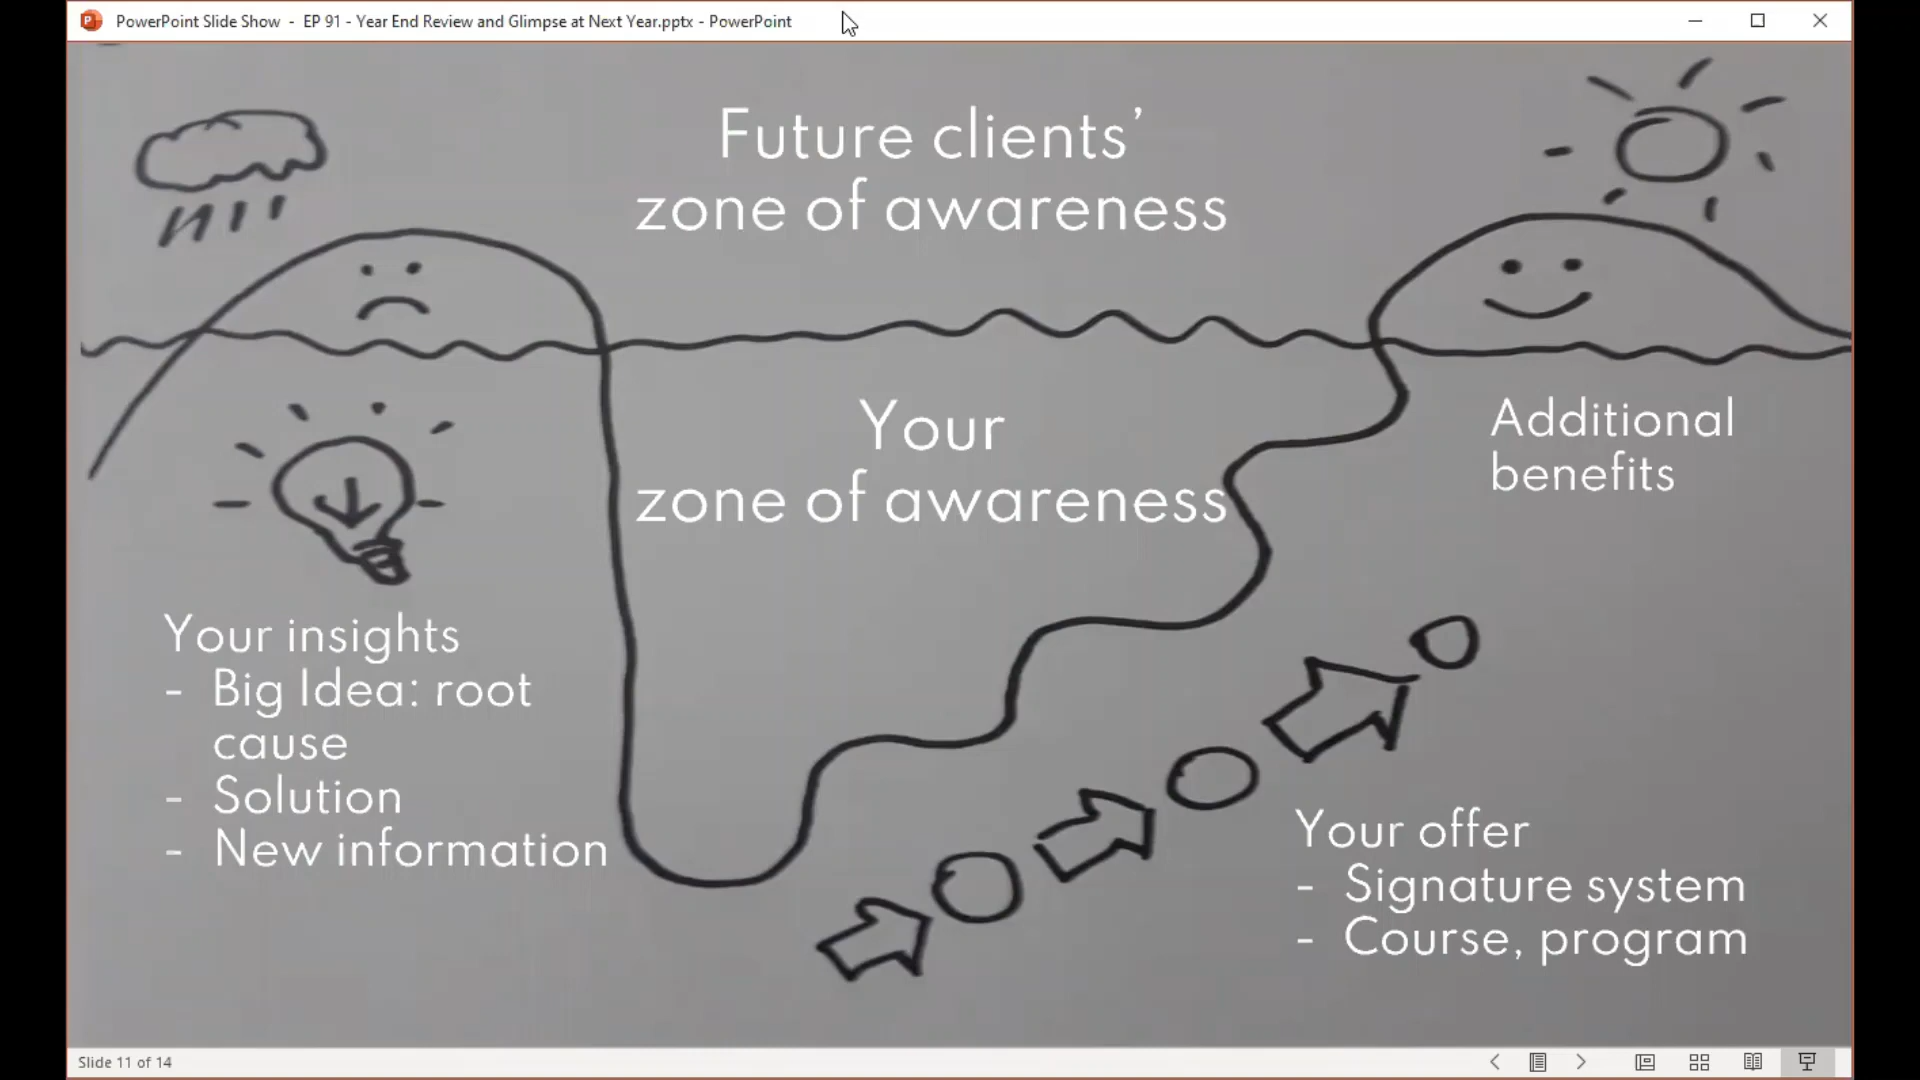 PowerPoint Slide Show - EP 91 - Year End Review and Glimpse at Next Year.pptx - PowerPoint
Future clients’
zone of awareness
Your
zone of awareness
Additional
benefits
Your insights
- Big Idea: root
cause
- Solution
- New information
Your offer
- Signature system
- Course, program
Slide 11 of 14